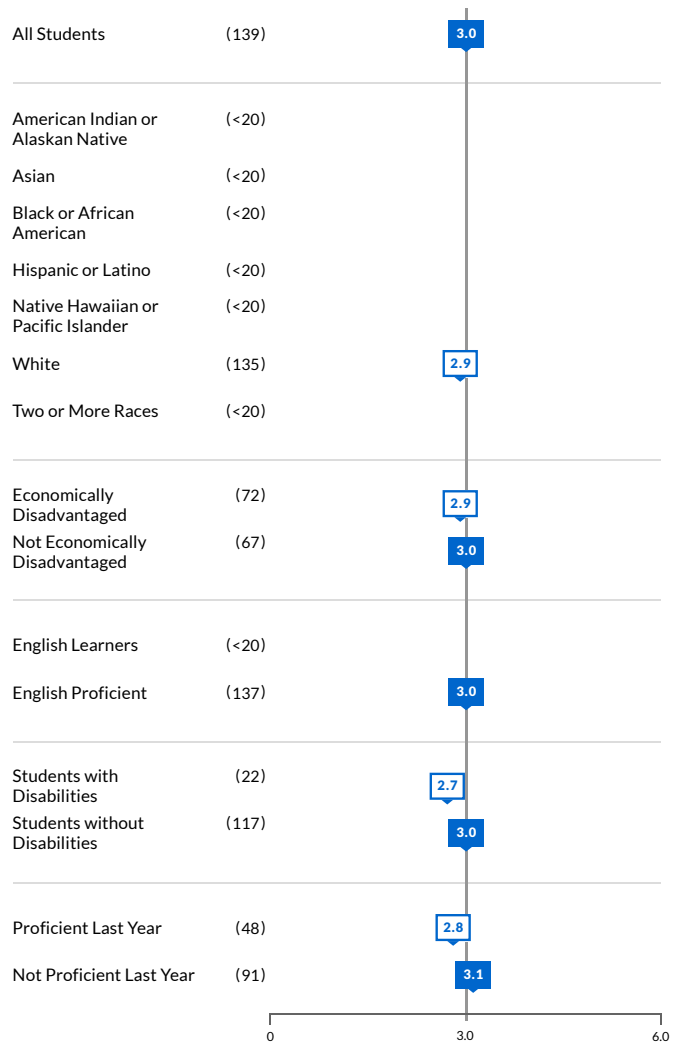 All Students (139) 3.0
American Indian or (<20)
Alaskan Native
Asian (<20)
Black or African (<20)
American
Hispanic or Latino (<20)
Native Hawaiian or (<20)
Pacific Islander
White (135) 2.9
Two or More Races (<20)
Economically (72) 2.9
Disadvantaged
Not Economically (67) 3.0
Disadvantaged
English Learners (<20)
English Proficient (137) 3.0
Students with (22) 2.7
Disabilities
Students without (117) 3.0
Disabilities
Proficient Last Year (48) 2.8
Not Proficient Last Year (91) 3.1
0 3.0 6.0